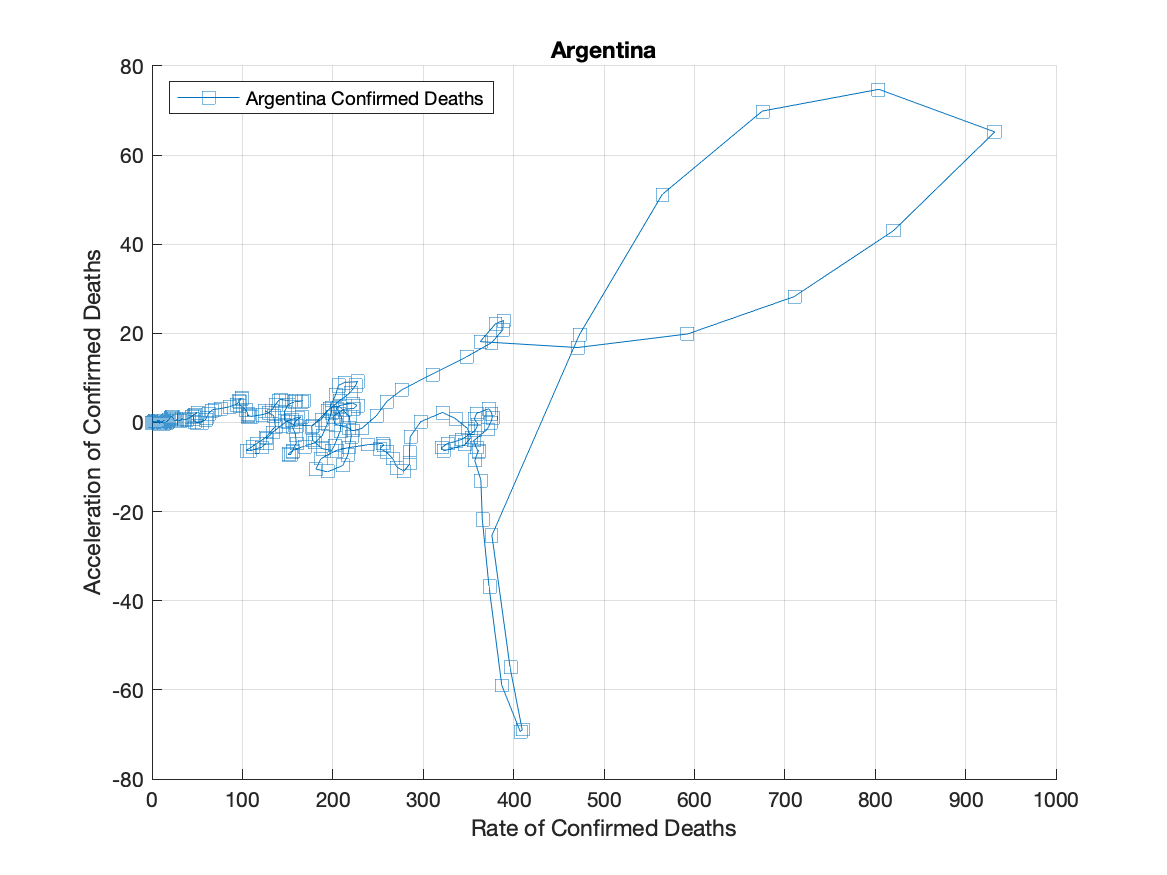 Argentina
Argentina Confirmed Deaths
80
60
40
20
0
-20
-40
-60
-80
Acceleration of Confirmed Deaths
0 100 200 300 400 500 600 700 800 900 1000
Rate of Confirmed Deaths